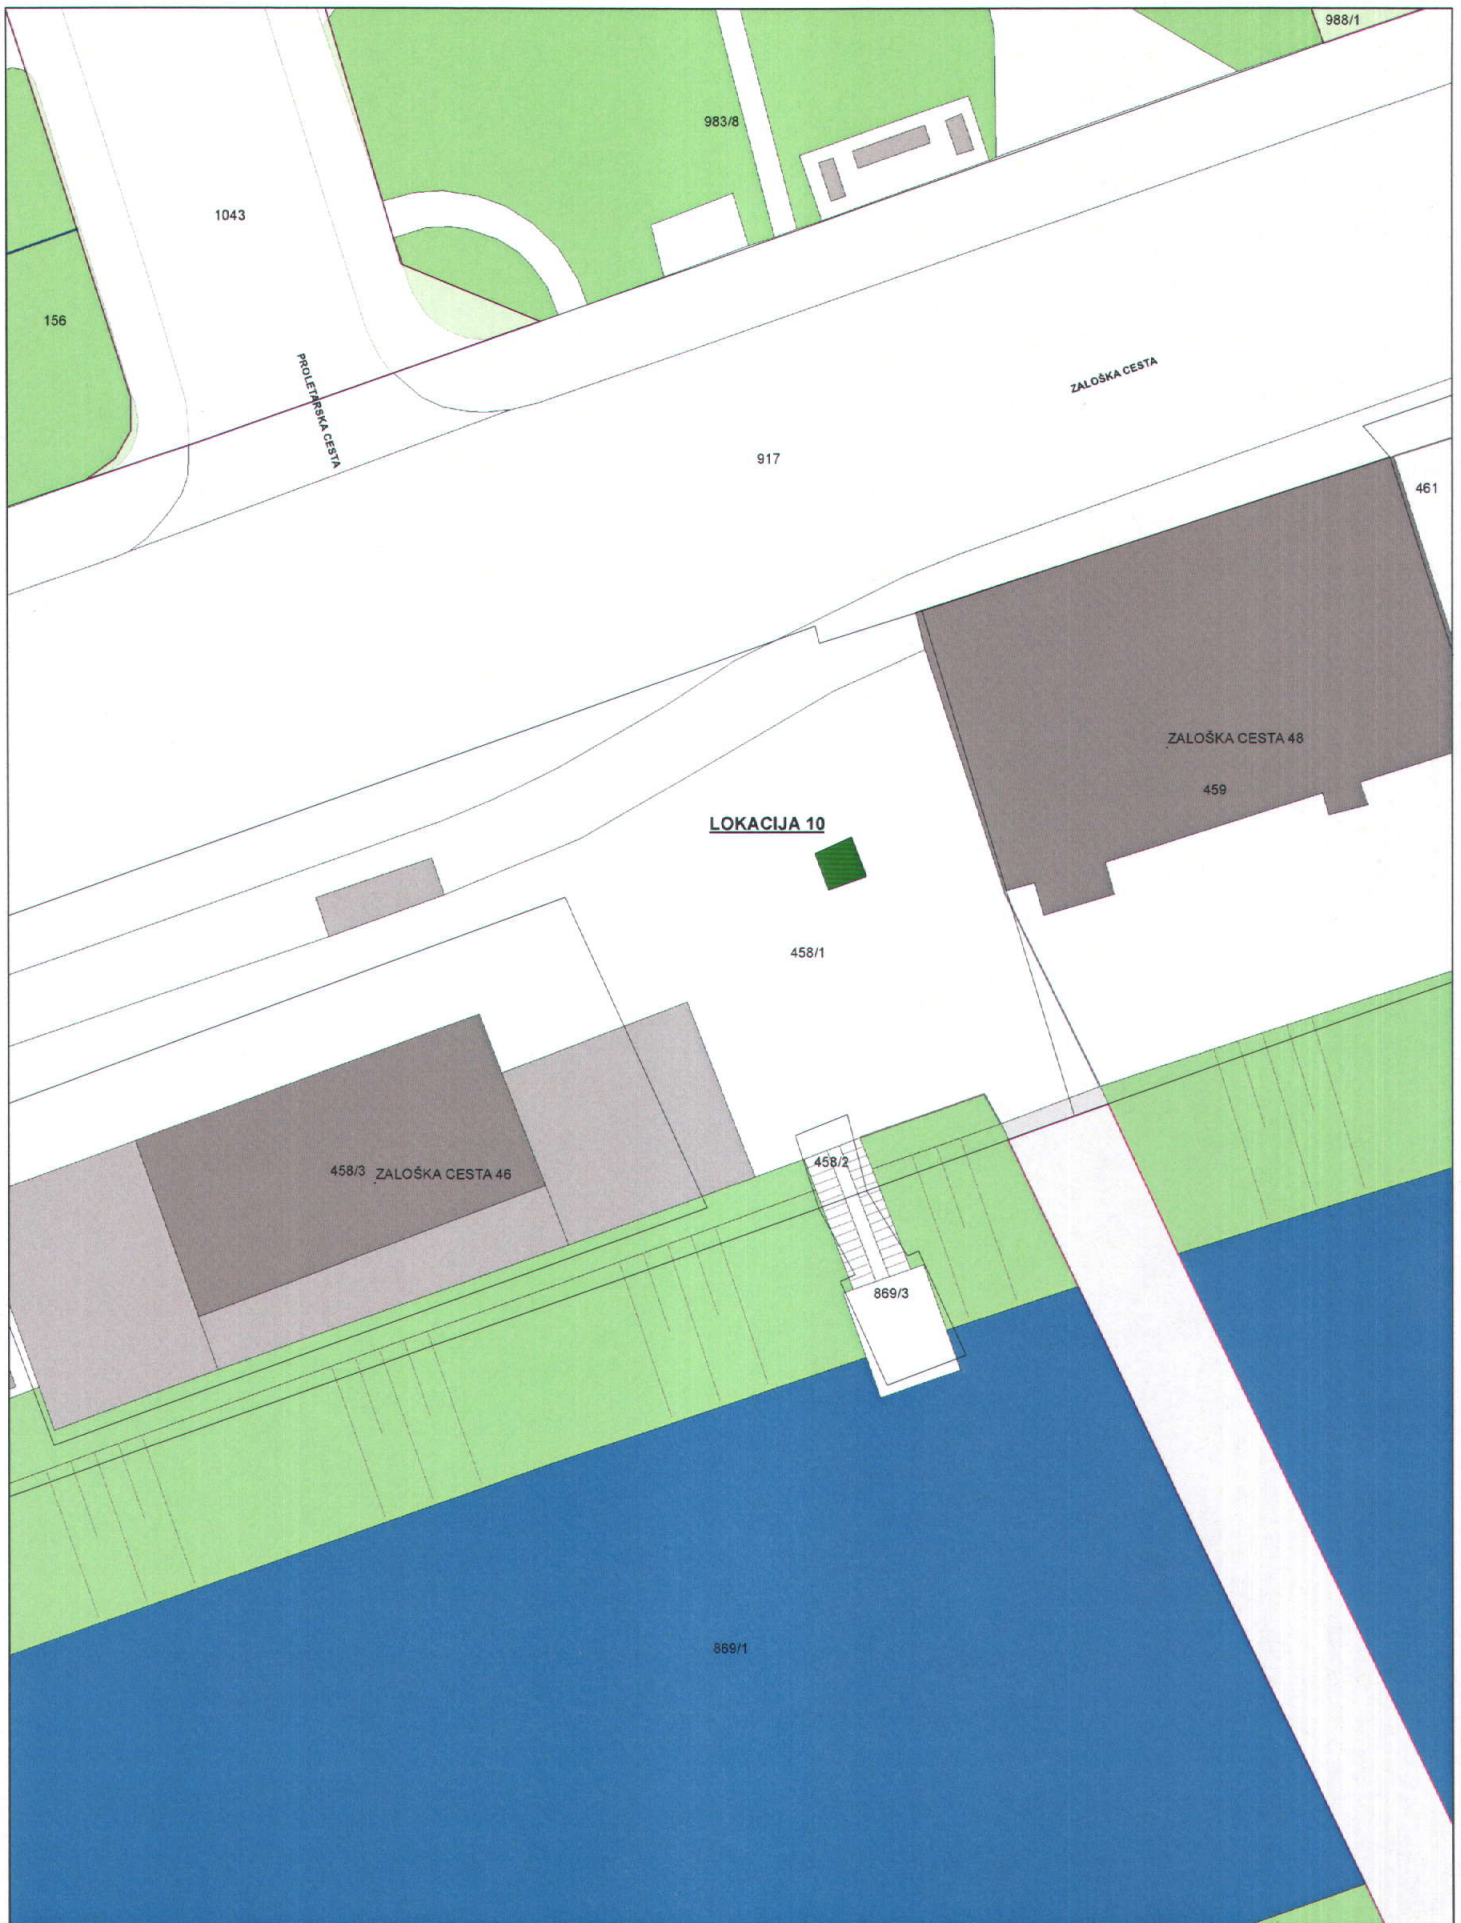 988/1
983/8
1043
156
PROLETARSKA CESTA
ZALOŠKA CESTA
917
461
ZALOŠKA CESTA 48
459
LOKACIJA 10
458/1
458/2
458/3 ZALOŠKA CESTA 46
869/3
869/1